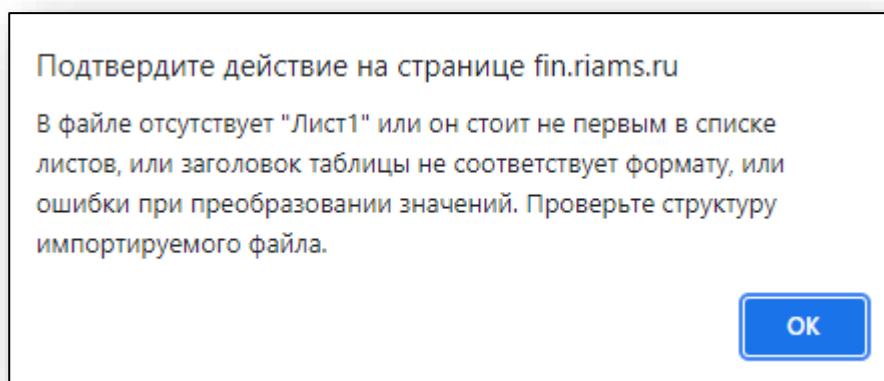 Подтвердите действие на странице fin.riams.ru
В файле отсутствует "Лист1" или он стоит не первым в списке
листов, или заголовок таблицы не соответствует формату, или
ошибки при преобразовании значений. Проверьте структуру
импортируемого файла.
ОК